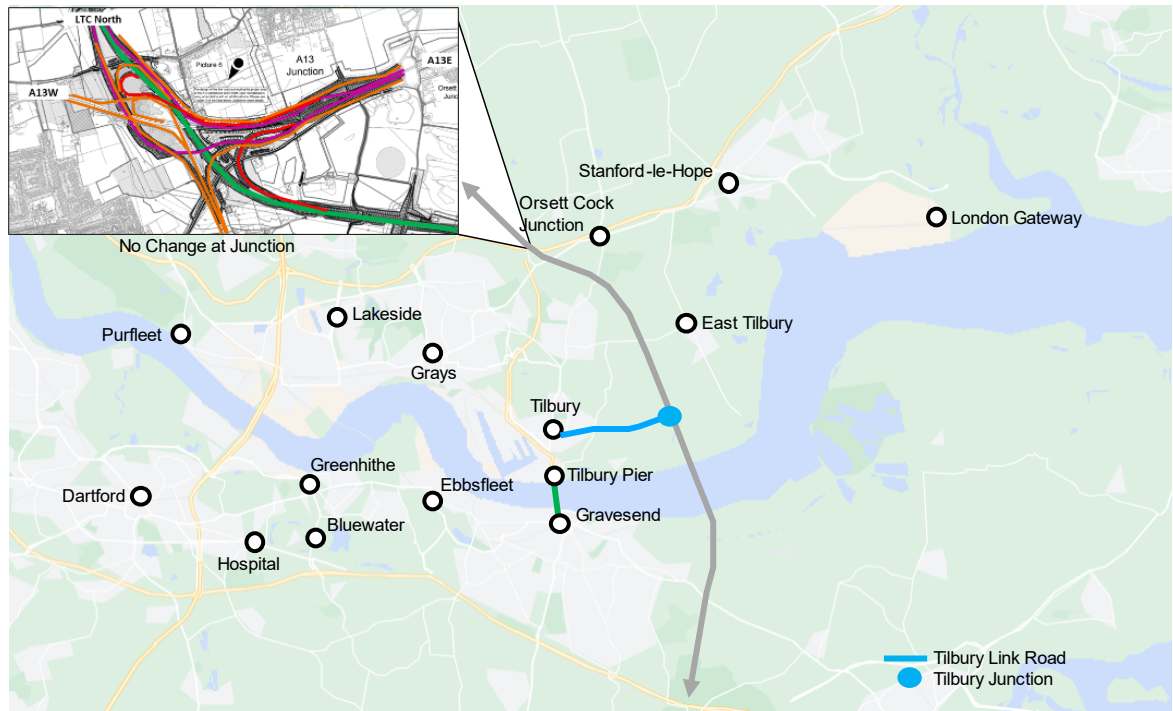 LTC North
Picture 6
A13
Junction
A13E
A13W
Orsett
No Change at Junction
Stanford-le-Hope
Orsett Cock
Junction
London Gateway
Lakeside
Purfleet
East Tilbury
Grays
Tilbury
Greenhithe
Tilbury Pier
Ebbsfleet
Dartford
Gravesend
Bluewater
Hospital
Tilbury Link Road
Tilbury Junction